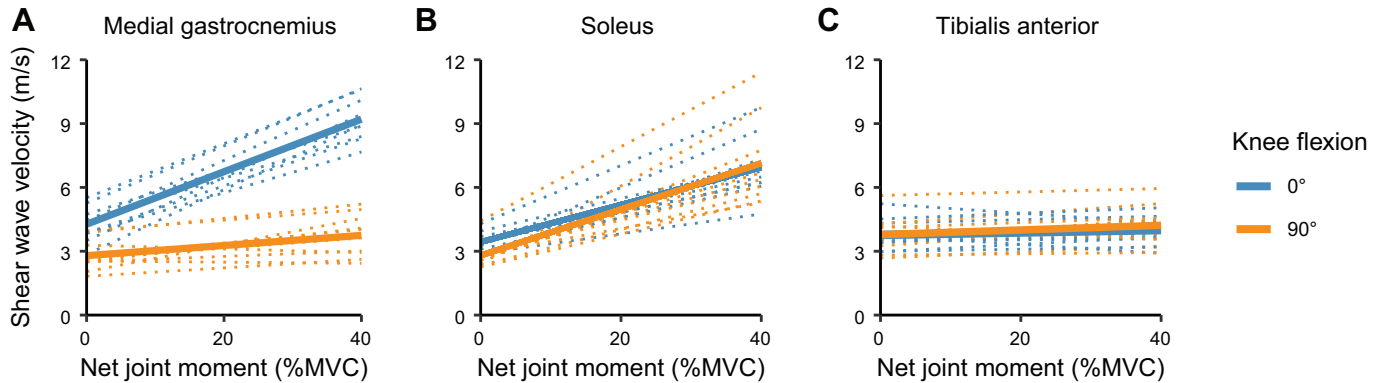 A Medial gastrocnemius
B Soleus
C Tibialis anterior
Shear wave velocity (m/s)
12
9
6
3
0
0 20 40
Net joint moment (%MVC)
12
9
6
3
0
0 20 40
Net joint moment (%MVC)
12
9
6
3
0
0 20 40
Net joint moment (%MVC)
Knee flexion
0°
90°